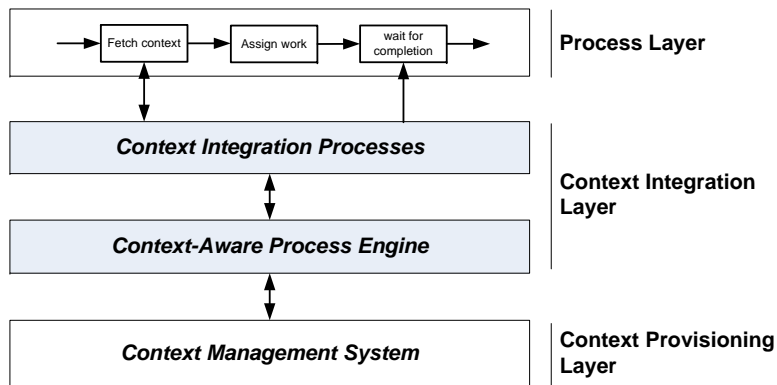 Fetch context
Assign work
wait for
completion
Process Layer
Context Integration Processes
Context Integration
Layer
Context-Aware Process Engine
Context Management System
Context Provisioning
Layer